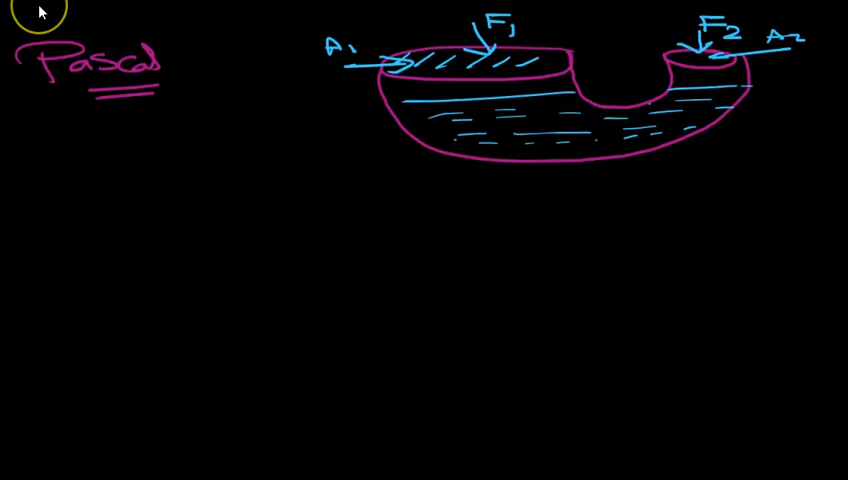 Pascal
A₁
F₁
F₂
A₂